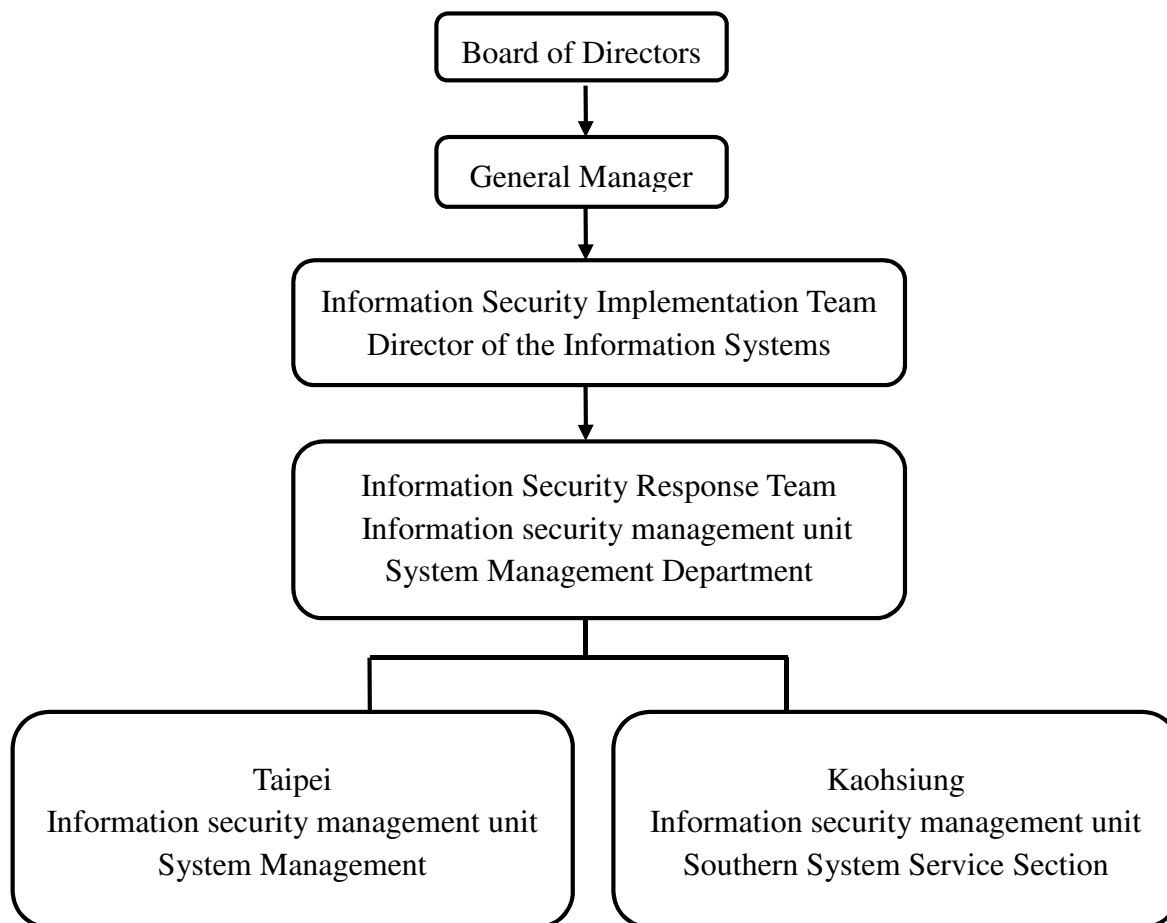 Board of Directors
General Manager
Information Security Implementation Team
Director of the Information Systems
Information Security Response Team
Information security management unit
System Management Department
Taipei
Information security management unit
System Management
Kaohsiung
Information security management unit
Southern System Service Section